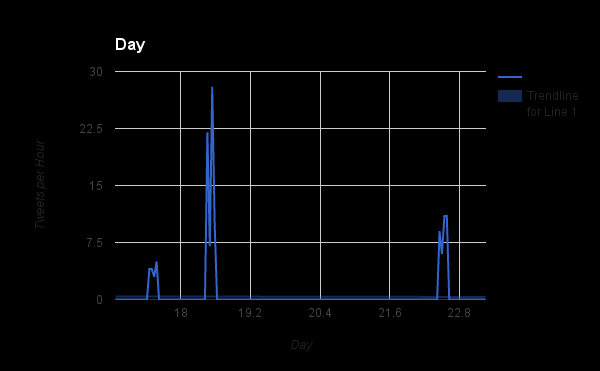 Day
30
22.5
15
7.5
0
Tweets per Hour
18 19.2 20.4 21.6 22.8
Day
Trendline
for Line 1